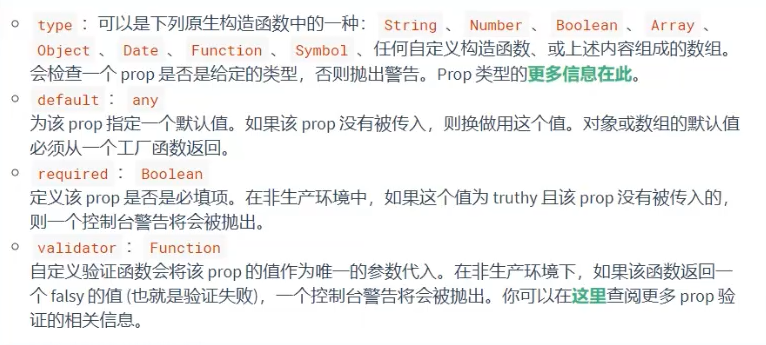 type：可以是下列原生构造函数中的一种：String、Number、Boolean、Array、
Object、Date、Function、Symbol、任何自定义构造函数、或上述内容组成的数组。
会检查一个 prop 是否是给定的类型，否则抛出警告。Prop 类型的更多信息在此。
default：any
为该 prop 指定一个默认值。如果该 prop 没有被传入，则换做用这个值。对象或数组的默认值
必须从一个工厂函数返回。
required：Boolean
定义该 prop 是否是必填项。在非生产环境中，如果这个值为 truthy 且该 prop 没有被传入的，
则一个控制台警告将会被抛出。
validator：Function
自定义验证函数会将该 prop 的值作为唯一的参数代入。在非生产环境下，如果该函数返回一
个 falsy 的值 (也就是验证失败)，一个控制台警告将会被抛出。你可以在这里查阅更多 prop 验
证的相关信息。